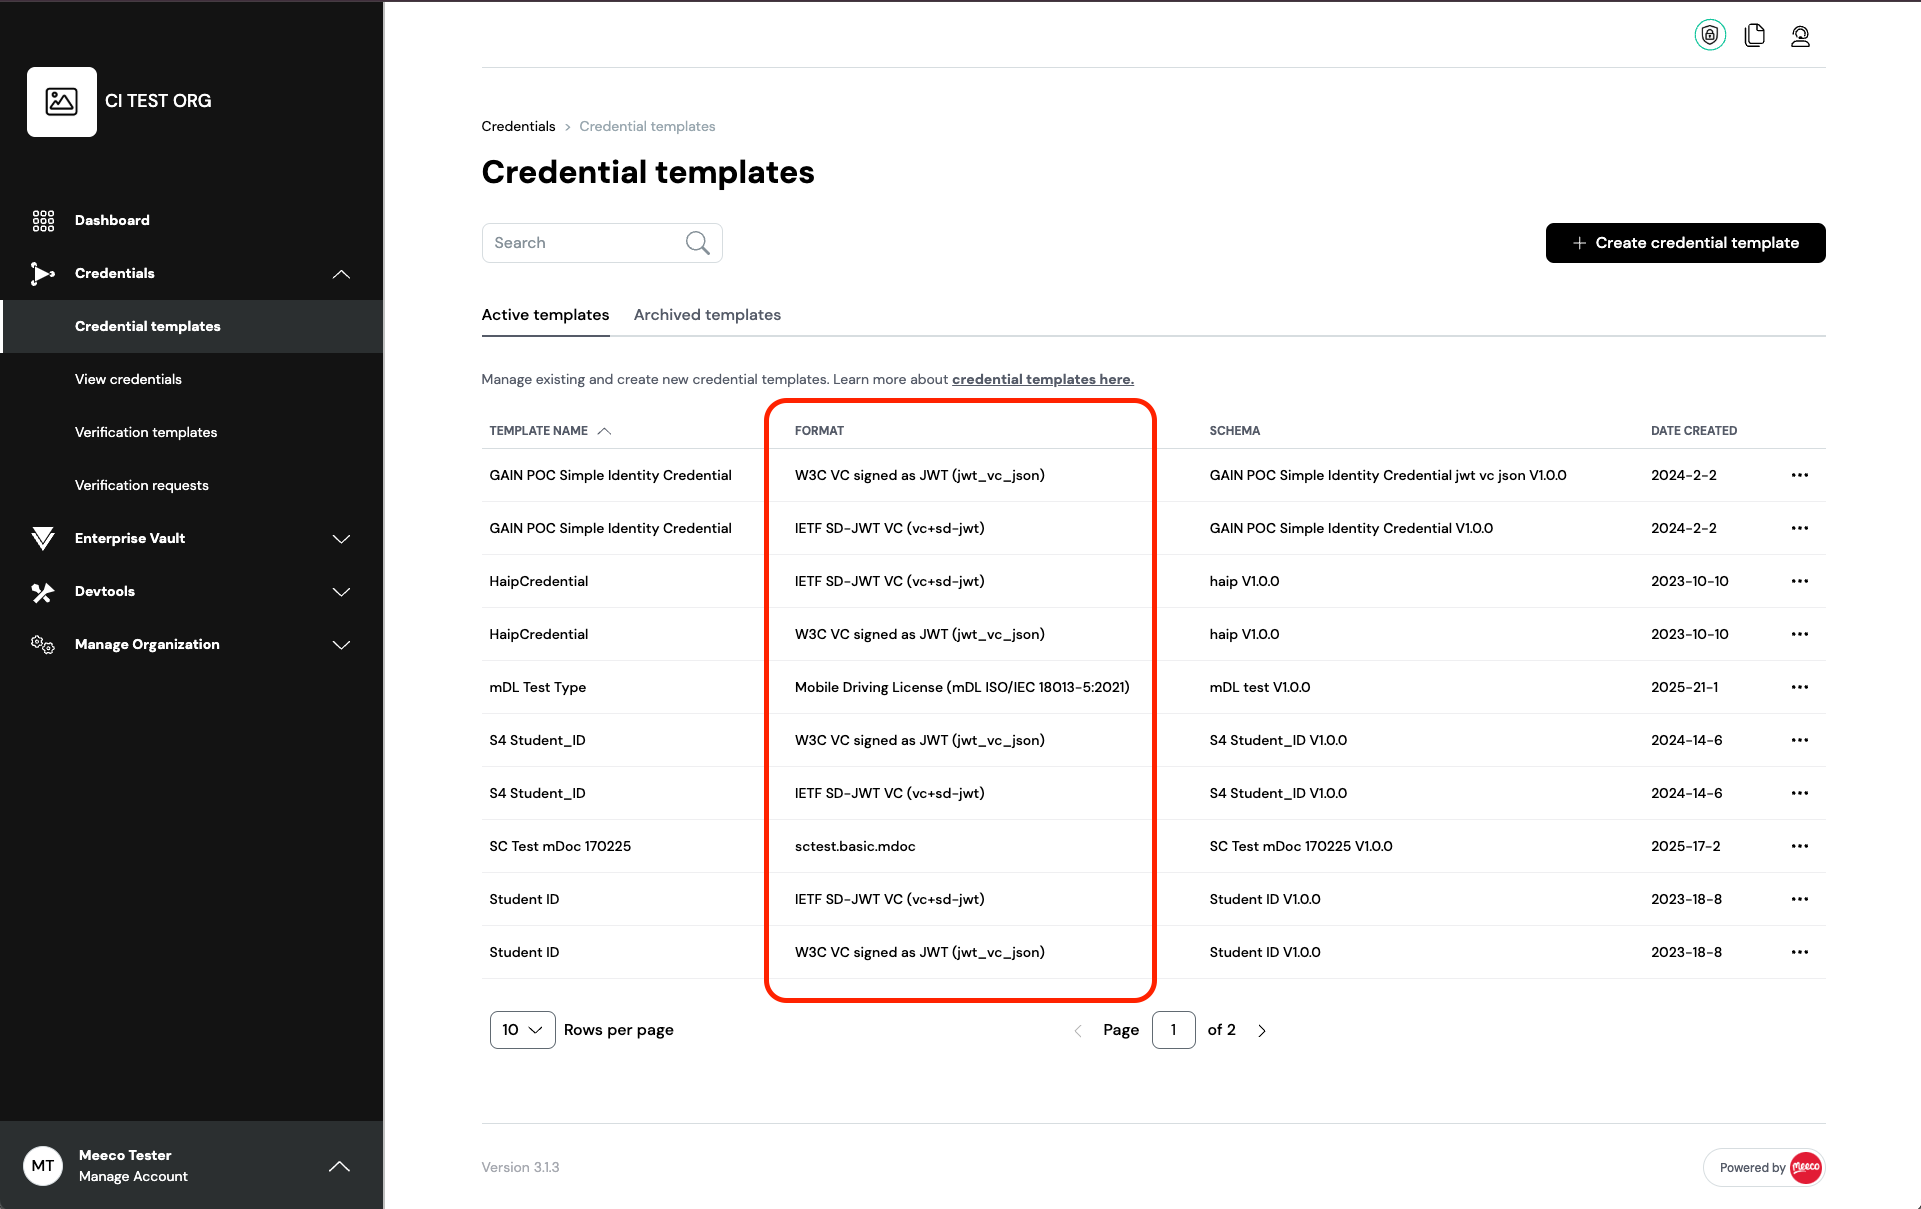 CI TEST ORG
Dashboard
Credentials
Credential templates
View credentials
Verification templates
Verification requests
Enterprise Vault
Devtools
Manage Organization
MT
Meeco Tester
Manage Account
Credentials > Credential templates
Credential templates
Search
+ Create credential template
Active templates Archived templates
Manage existing and create new credential templates. Learn more about credential templates here.
TEMPLATE NAME FORMAT SCHEMA DATE CREATED
GAIN POC Simple Identity Credential W3C VC signed as JWT (jwt_vc_json) GAIN POC Simple Identity Credential jwt vc json V1.0.0 2024-2-2
GAIN POC Simple Identity Credential IETF SD-JWT VC (vc+sd-jwt) GAIN POC Simple Identity Credential V1.0.0 2024-2-2
HaipCredential IETF SD-JWT VC (vc+sd-jwt) haip V1.0.0 2023-10-10
HaipCredential W3C VC signed as JWT (jwt_vc_json) haip V1.0.0 2023-10-10
mDL Test Type Mobile Driving License (mDL ISO/IEC 18013-5:2021) mDL test V1.0.0 2025-21-1
S4 Student_ID W3C VC signed as JWT (jwt_vc_json) S4 Student_ID V1.0.0 2024-14-6
S4 Student_ID IETF SD-JWT VC (vc+sd-jwt) S4 Student_ID V1.0.0 2024-14-6
SC Test mDoc 170225 sctest.basic.mdoc SC Test mDoc 170225 V1.0.0 2025-17-2
Student ID IETF SD-JWT VC (vc+sd-jwt) Student ID V1.0.0 2023-18-8
Student ID W3C VC signed as JWT (jwt_vc_json) Student ID V1.0.0 2023-18-8
10 Rows per page Page 1 of 2
Version 3.1.3
Powered by meeco